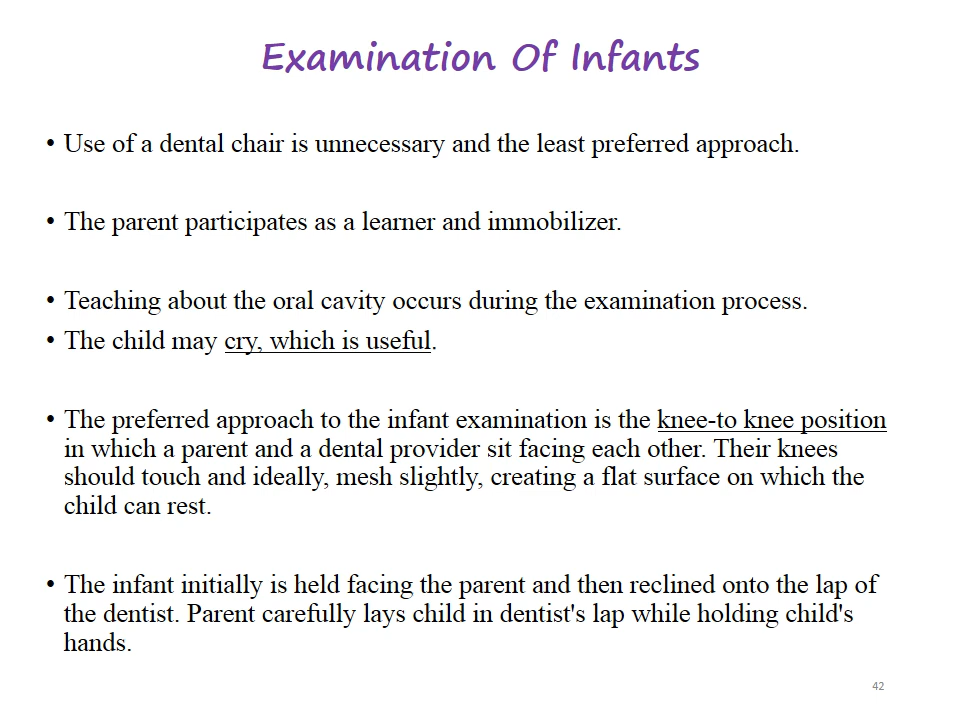 Examination Of Infants
• Use of a dental chair is unnecessary and the least preferred approach.
• The parent participates as a learner and immobilizer.
• Teaching about the oral cavity occurs during the examination process.
• The child may cry, which is useful.
• The preferred approach to the infant examination is the knee-to knee position
in which a parent and a dental provider sit facing each other. Their knees
should touch and ideally, mesh slightly, creating a flat surface on which the
child can rest.
• The infant initially is held facing the parent and then reclined onto the lap of
the dentist. Parent carefully lays child in dentist's lap while holding child's
hands.
42